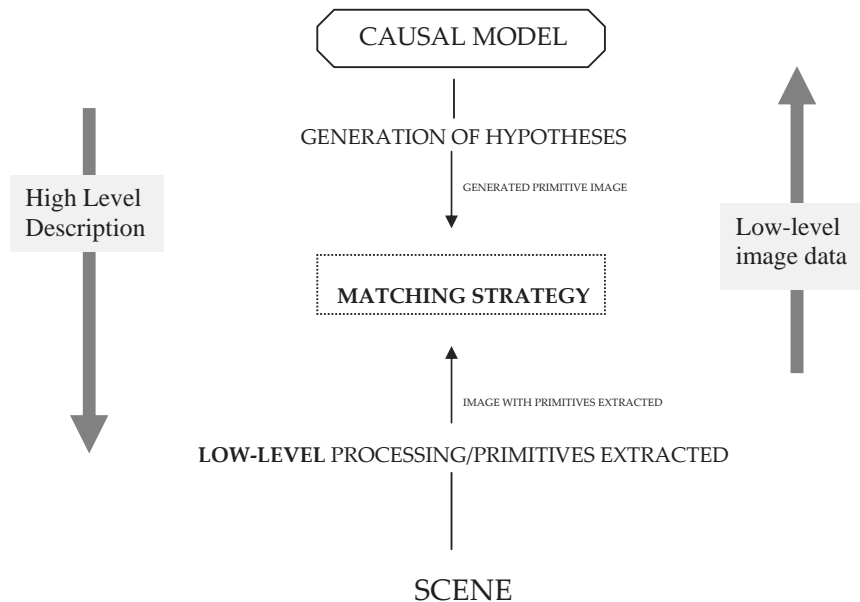 CAUSAL MODEL
GENERATION OF HYPOTHESES
GENERATED PRIMITIVE IMAGE
High Level
Description
Low-level
image data
MATCHING STRATEGY
IMAGE WITH PRIMITIVES EXTRACTED
LOW-LEVEL PROCESSING/PRIMITIVES EXTRACTED
SCENE